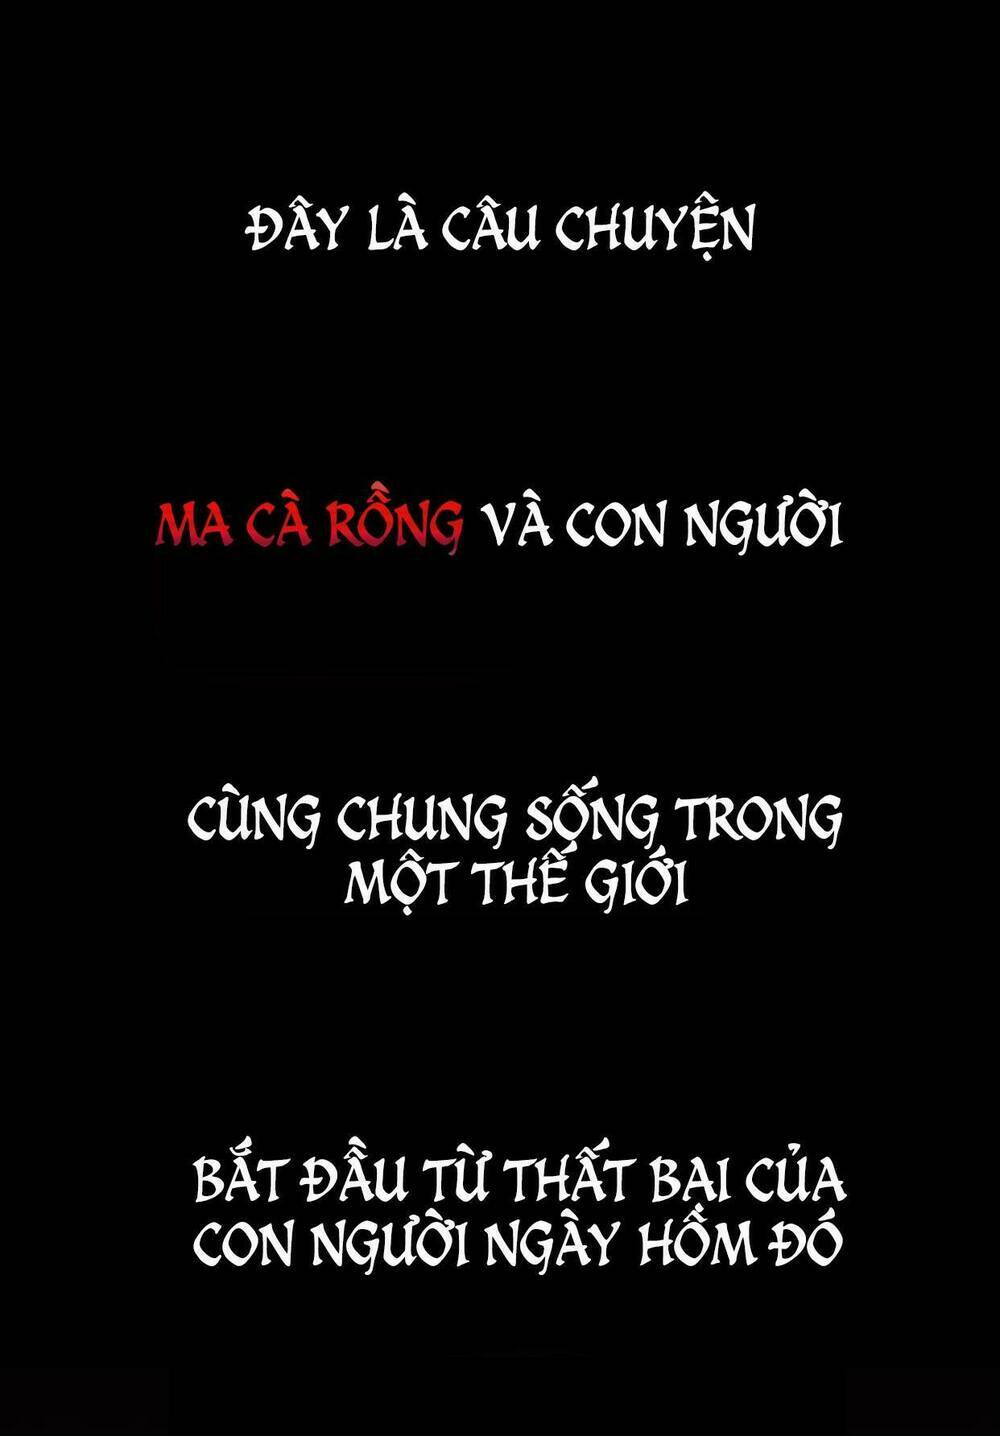 ĐÂY LÀ CÂU CHUYỆN
MA CÀ RỒNG VÀ CON NGƯỜI
CÙNG CHUNG SỐNG TRONG
MỘT THẾ GIỚI
BẮT ĐẦU TỪ THẤT BẠI CỦA
CON NGƯỜI NGÀY HÔM ĐÓ